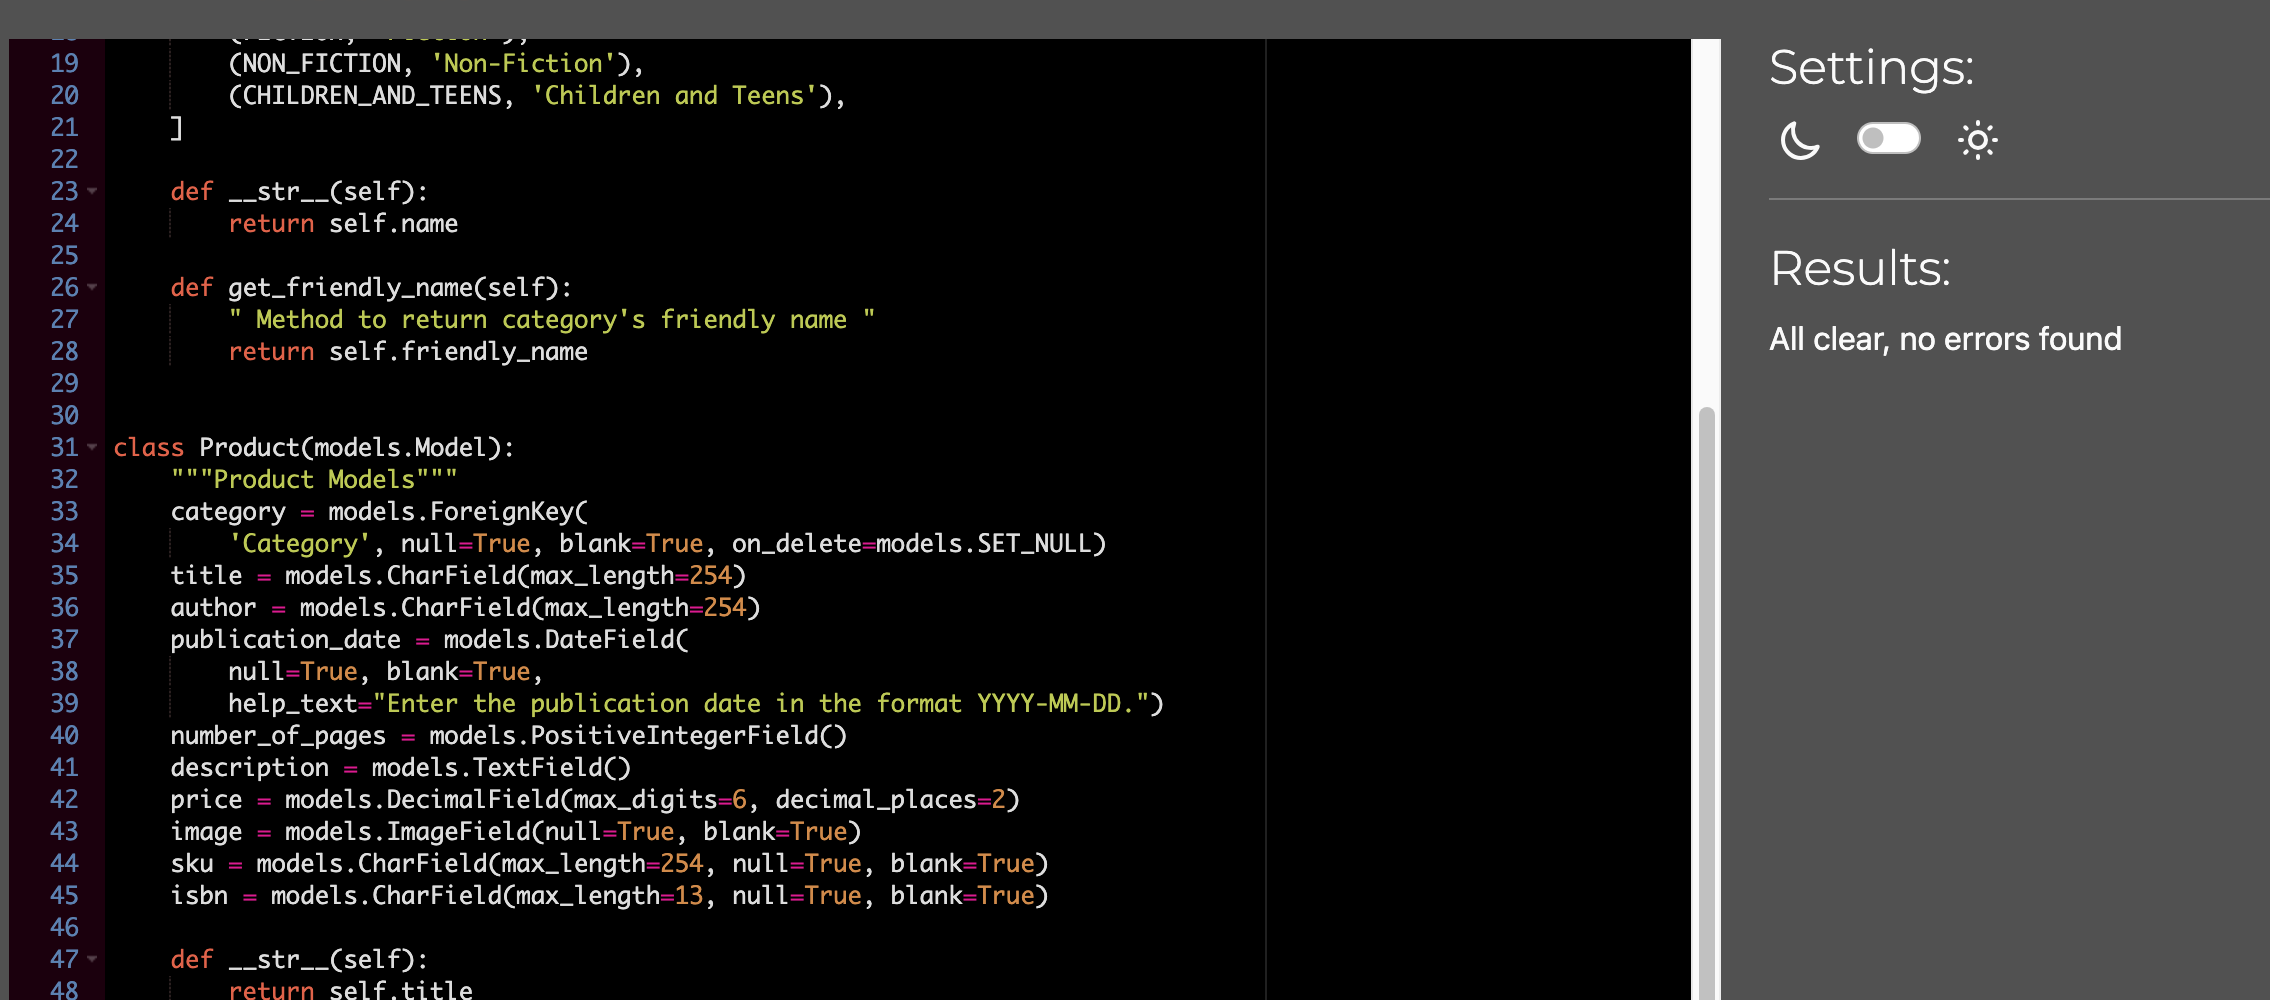 19 (NON_FICTION, 'Non-Fiction'),
20 (CHILDREN_AND_TEENS, 'Children and Teens'),
21 ]
22
23 def __str__(self):
24 return self.name
25
26 def get_friendly_name(self):
27 " Method to return category's friendly name "
28 return self.friendly_name
29
30
31 class Product(models.Model):
32 """Product Models"""
33 category = models.ForeignKey(
34 'Category', null=True, blank=True, on_delete=models.SET_NULL)
35 title = models.CharField(max_length=254)
36 author = models.CharField(max_length=254)
37 publication_date = models.DateField(
38 null=True, blank=True,
39 help_text="Enter the publication date in the format YYYY-MM-DD.")
40 number_of_pages = models.PositiveIntegerField()
41 description = models.TextField()
42 price = models.DecimalField(max_digits=6, decimal_places=2)
43 image = models.ImageField(null=True, blank=True)
44 sku = models.CharField(max_length=254, null=True, blank=True)
45 isbn = models.CharField(max_length=13, null=True, blank=True)
46
47 def __str__(self):
48 return self.title
Settings:
Results:
All clear, no errors found